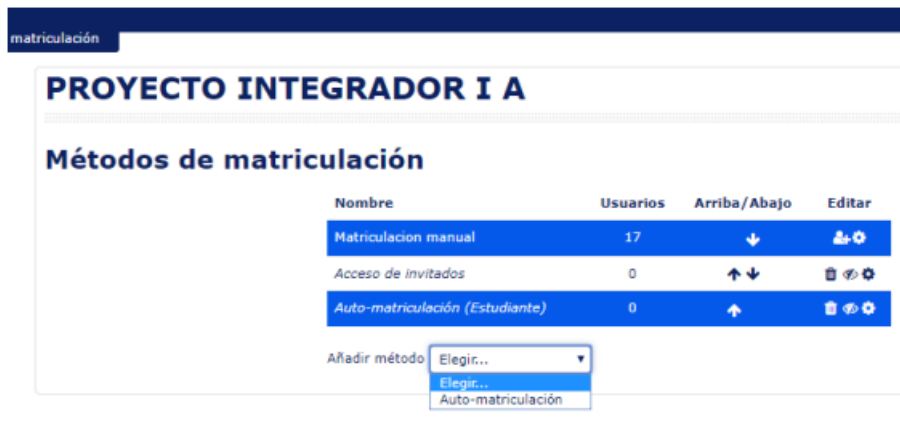 matriculación
PROYECTO INTEGRADOR I A
Métodos de matriculación
Nombre Usuarios Arriba/Abajo Editar
Matriculacion manual 17
Acceso de invitados 0
Auto-matriculación (Estudiante) 0
Añadir método Elegir...
Elegir...
Auto-matriculación